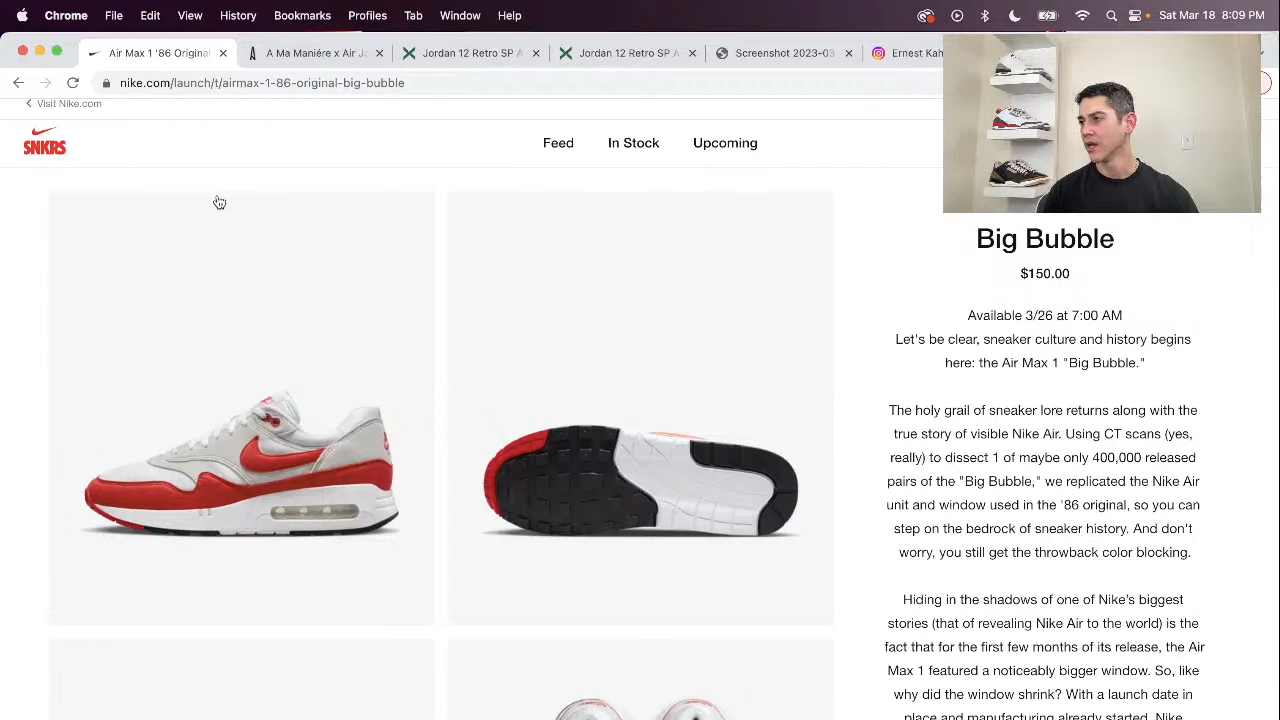 Chrome File Edit View History Bookmarks Profiles Tab Window Help Sat Mar 18 8:09 PM
Air Max 1 '86 Original A Ma Maniére x Air Jordan 12 Retro SP A Jordan 12 Retro SP A Screenshot 2023-03 Ernest Kah
nike.com/launch/t/airmax-1-86-original-big-bubble
Visit Nike.com
SNKRS
Feed In Stock Upcoming
Big Bubble
$150.00
Available 3/26 at 7:00 AM
Let's be clear, sneaker culture and history begins
here: the Air Max 1 "Big Bubble."
The holy grail of sneaker lore returns along with the
true story of visible Nike Air. Using CT scans (yes,
really) to dissect 1 of maybe only 400,000 released
pairs of the "Big Bubble," we replicated the Nike Air
unit and window used in the '86 original, so you can
step on the bedrock of sneaker history. And don't
worry, you still get the throwback color blocking.
Hiding in the shadows of one of Nike's biggest
stories (that of revealing Nike Air to the world) is the
fact that for the first few months of its release, the Air
Max 1 featured a noticeably bigger window. So, like
why did the window shrink? With a launch date in
place and manufacturing already started, Nike